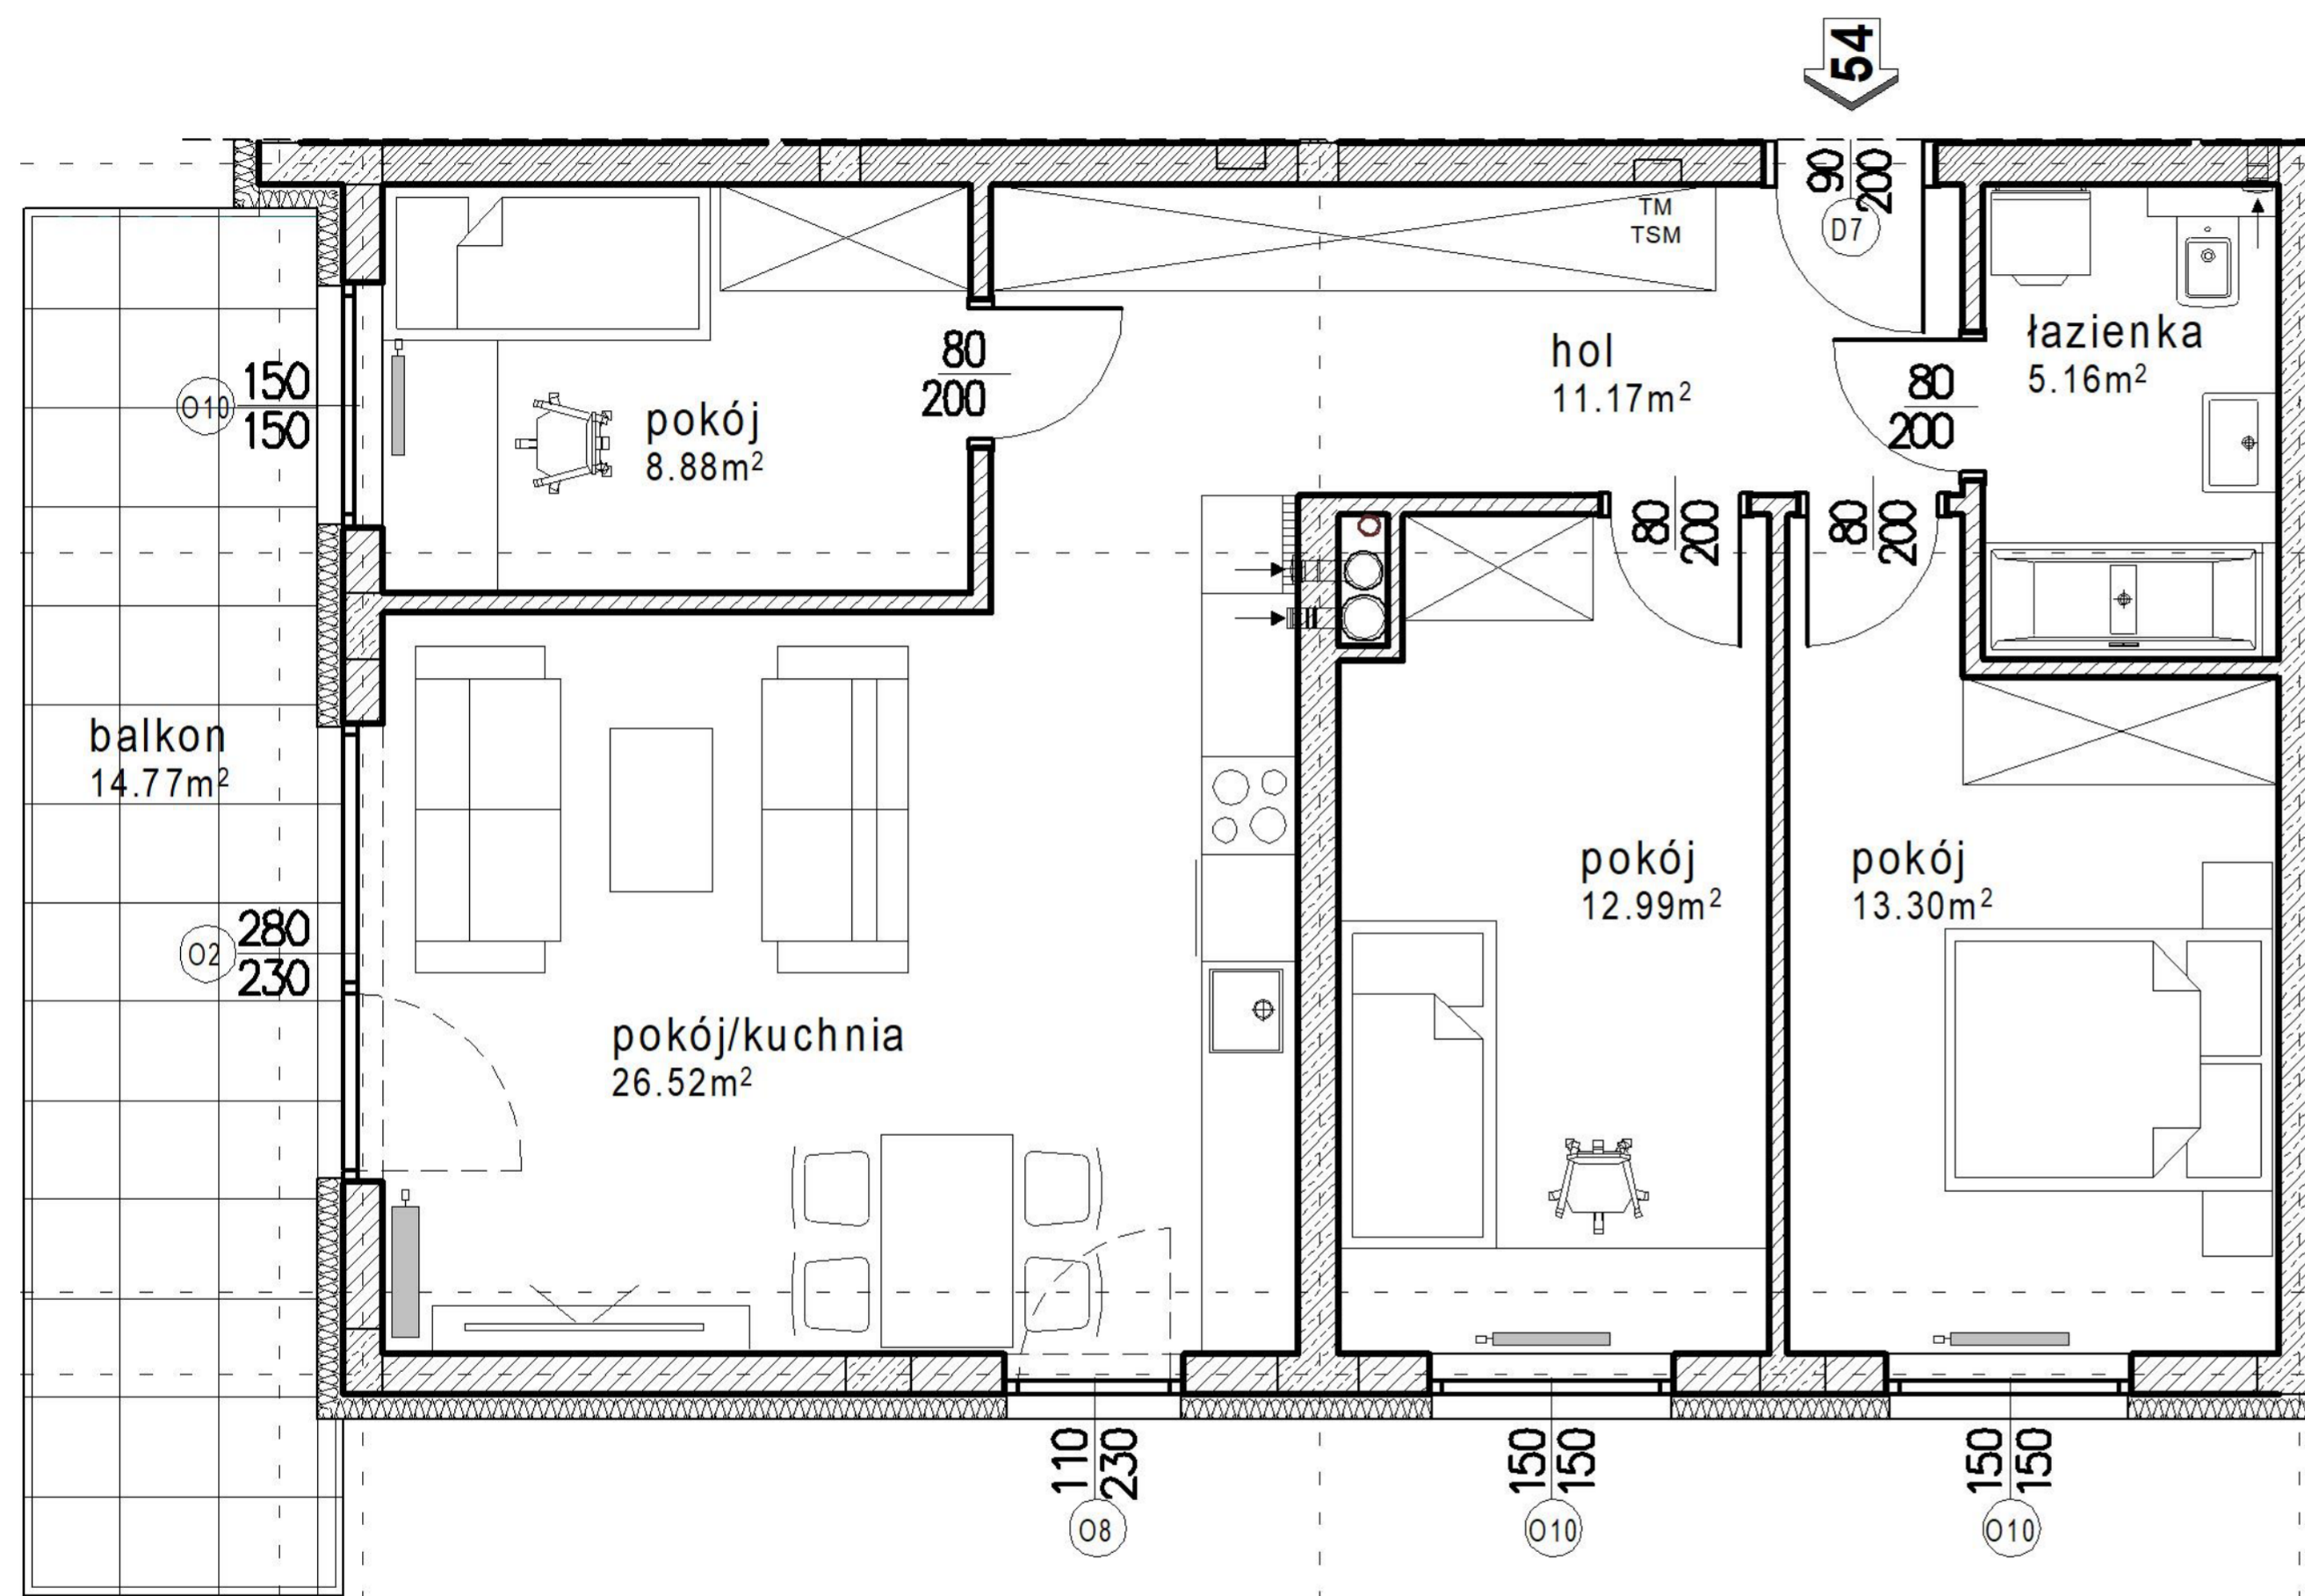 54
90
200
D7
TM
TSM
hol
11.17m²
łazienka
5.16m²
80
200
O10
150
150
pokój
8.88m²
80
200
80
200
80
200
balkon
14.77m²
O2
280
230
pokój/kuchnia
26.52m²
pokój
12.99m²
pokój
13.30m²
110
230
O8
150
150
O10
150
150
O10